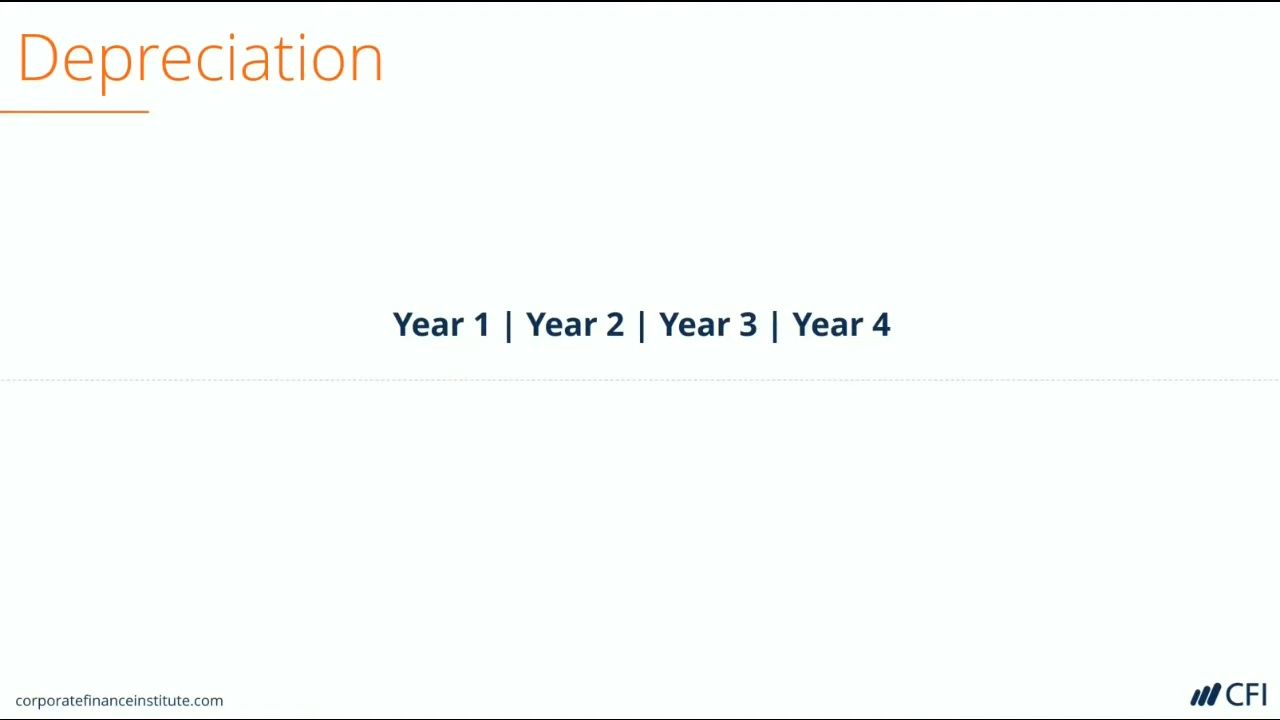 Depreciation
Year 1 | Year 2 | Year 3 | Year 4
corporatefinanceinstitute.com
CFI